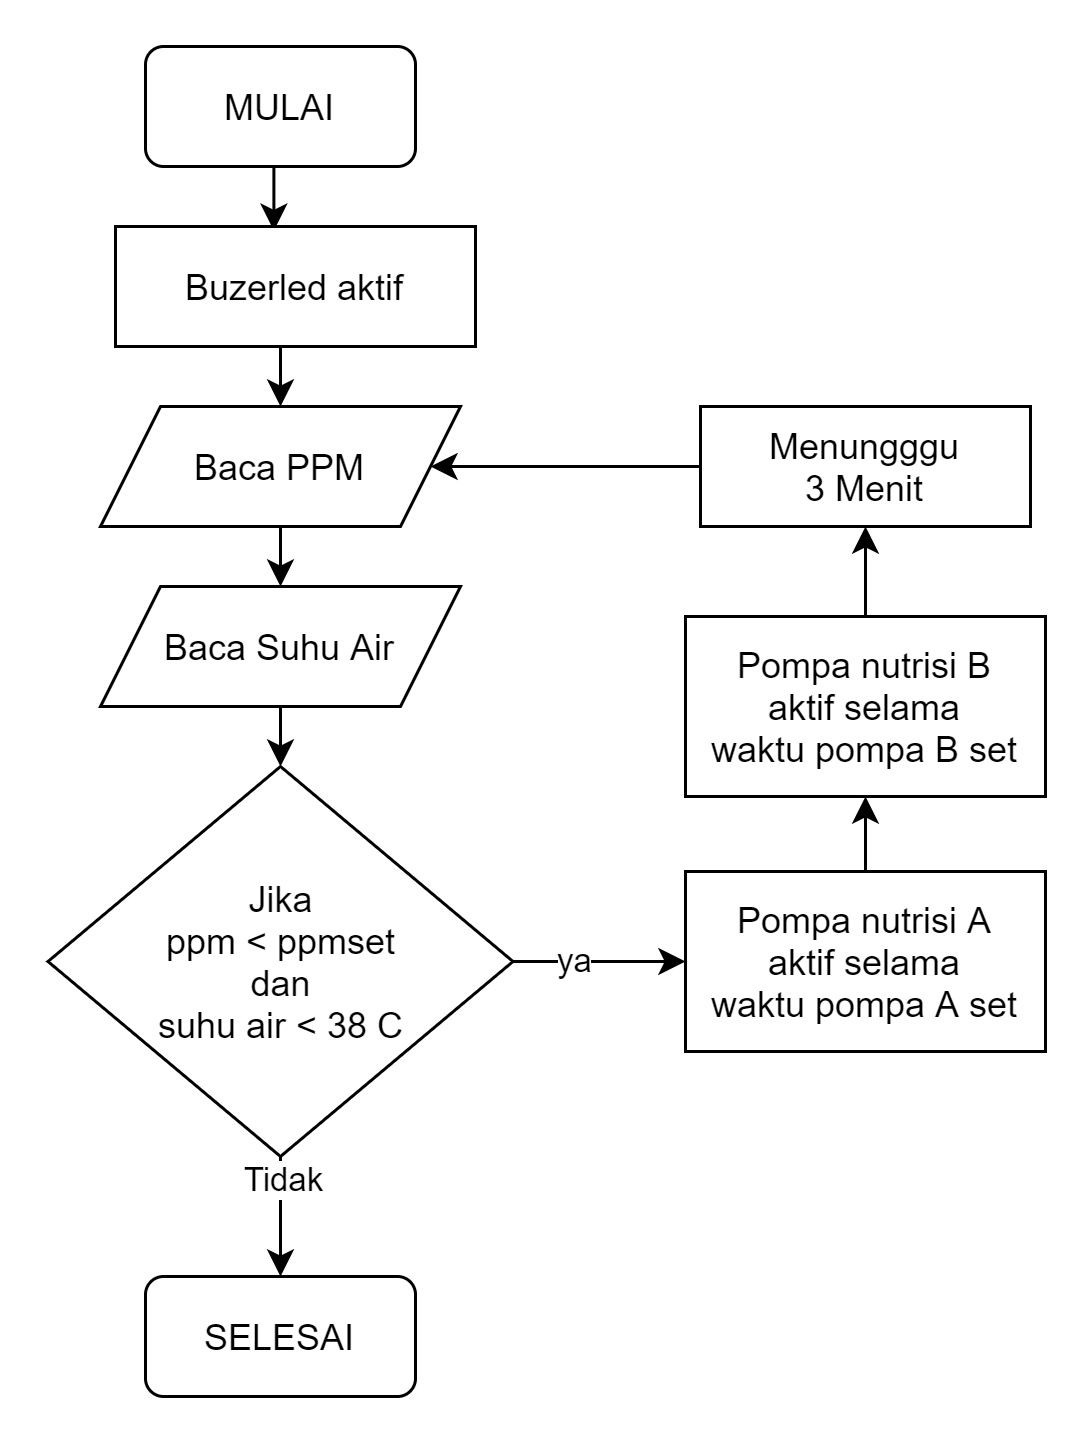 MULAI
Buzerled aktif
Baca PPM
Menungggu
3 Menit
Baca Suhu Air
Pompa nutrisi B
aktif selama
waktu pompa B set
Jika
ppm < ppmset
dan
suhu air < 38 C
ya
Pompa nutrisi A
aktif selama
waktu pompa A set
Tidak
SELESAI